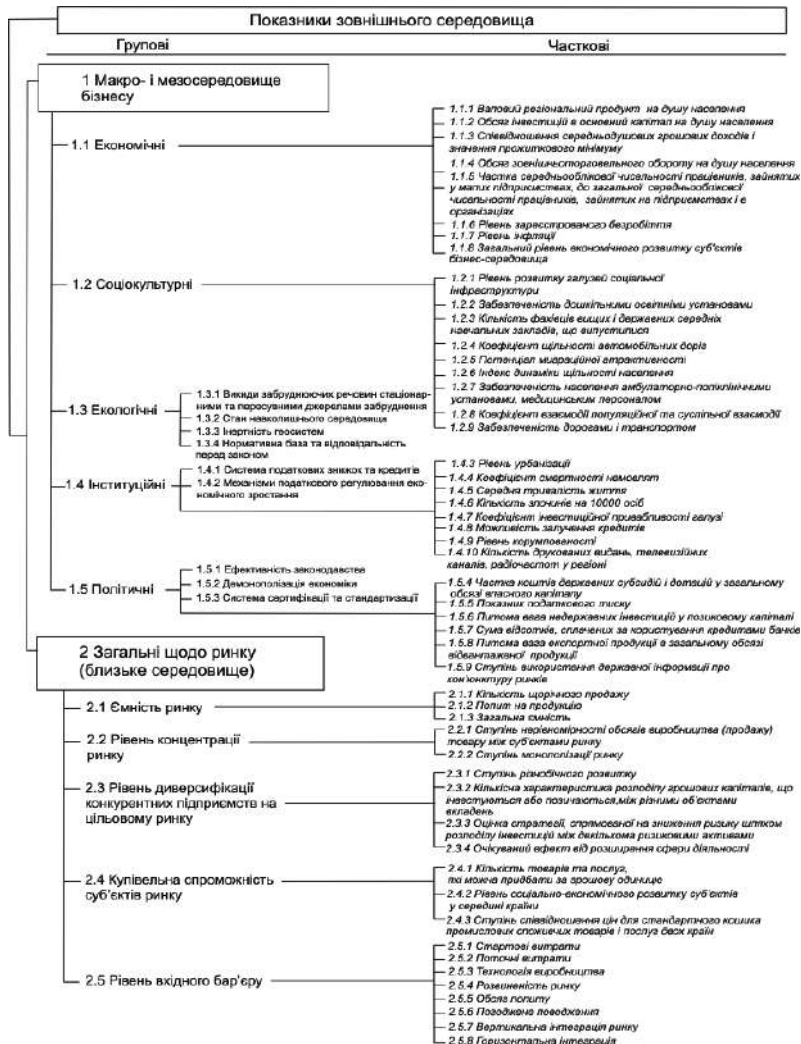 Показники зовнішнього середовища
Групові
Часткові
1 Макро- і мезосередовище
бізнесу
1.1 Економічні
1.1.1 Валовий регіональний продукт на душу населення
1.1.2 Обсяг інвестицій в основний капітал на душу населення
1.1.3 Співвідношення середньодушових грошових доходів і
значення прожиткового мінімуму
1.1.4 Обсяг зовнішньоторговельного обороту на душу населення
1.1.5 Частка середньооблікової чисельності працівників, зайнятих
у малих підприємствах, до загальної середньооблікової
чисельності працівників, зайнятих на підприємствах і в
організаціях
1.1.6 Рівень зареєстрованого безробіття
1.1.7 Рівень інфляції
1.1.8 Загальний рівень економічного розвитку суб'єктів
бізнес-середовища
1.2 Соціокультурні
1.2.1 Рівень розвитку галузей соціальної
інфраструктури
1.2.2 Забезпеченість дошкільними освітніми установами
1.2.3 Кількість фахівців вищих і державних середніх
навчальних закладів, що випустилися
1.2.4 Коефіцієнт щільності автомобільних доріг
1.2.5 Потенціал миграційної атрактивності
1.2.6 Індекс динаміки щільності населення
1.2.7 Забезпеченість населення амбулаторно-поліклінічними
установами, медицинським персоналом
1.2.8 Коефіцієнт взаємодії популяційної та суспільної взаємодії
1.2.9 Забезпеченість дорогами і транспортом
1.3 Екологічні
1.3.1 Викиди забруднюючих речовин стаціонар-
ними та пересувними джерелами забруднення
1.3.2 Стан навколишнього середовища
1.3.3 Інертність геосистем
1.3.4 Нормативна база та відповідальність
перед законом
1.4 Інституційні
1.4.1 Система податкових знижок та кредитів
1.4.2 Механізми податкового регулювання еко-
номічного зростання
1.4.3 Рівень урбанізації
1.4.4 Коефіцієнт смертності немовлят
1.4.5 Середня тривалість життя
1.4.6 Кількість злочинів на 10000 осіб
1.4.7 Коефіцієнт інвестиційної привабливості галузі
1.4.8 Можливість залучення кредитів
1.4.9 Рівень корумпованості
1.4.10 Кількість друкованих видань, телевизійних
каналів, радіочастот у регіоні
1.5 Політичні
1.5.1 Ефективність законодавства
1.5.2 Демонополізація економіки
1.5.3 Система сертифікації та стандартизації
1.5.4 Частка коштів державних субсидій і дотацій у загальному
обсязі власного капіталу
1.5.5 Показник податкового тиску
1.5.6 Питома вага недержавних інвестицій у позиковому капіталі
1.5.7 Сума відсотків, сплачених за користування кредитами банків
1.5.8 Питома вага експортної продукції в загальному обсязі
відвантаженої продукції
1.5.9 Ступінь використання державної інформації про
кон'юнктуру ринків
2 Загальні щодо ринку
(близьке середовище)
2.1 Ємність ринку
2.1.1 Кількість щорічного продажу
2.1.2 Попит на продукцію
2.1.3 Загальна ємність
2.2 Рівень концентрації
ринку
2.2.1 Ступінь нерівномірності обсягів виробництва (продажу)
товару між суб'єктами ринку
2.2.2 Ступінь монополізації ринку
2.3 Рівень диверсифікації
конкурентних підприємств на
цільовому ринку
2.3.1 Ступінь різнобічного розвитку
2.3.2 Кількісна характеристика розподілу грошових капіталів, що
інвестуються або позичаються,між різними об'єктами
вкладень
2.3.3 Оцінка стратегії, спрямованої на зниження ризику шляхом
розподілу інвестицій між декількома ризиковими активами
2.3.4 Очікуваний ефект від розширення сфери діяльності
2.4 Купівельна спроможність
суб'єктів ринку
2.4.1 Кількість товарів та послуг,
які можна придбати за грошову одиницю
2.4.2 Рівень соціально-економічного розвитку суб'єктів
у середині країни
2.4.3 Ступінь співвідношення цін для стандартного кошика
промислових споживчих товарів і послуг двох країн
2.5 Рівень вхідного бар'єру
2.5.1 Стартові витрати
2.5.2 Поточні витрати
2.5.3 Технологія виробництва
2.5.4 Розвиненість ринку
2.5.5 Обсяг попиту
2.5.6 Погоджена поведження
2.5.7 Вертикальна інтеграція ринку
2.5.8 Горизонтальна інтеграція